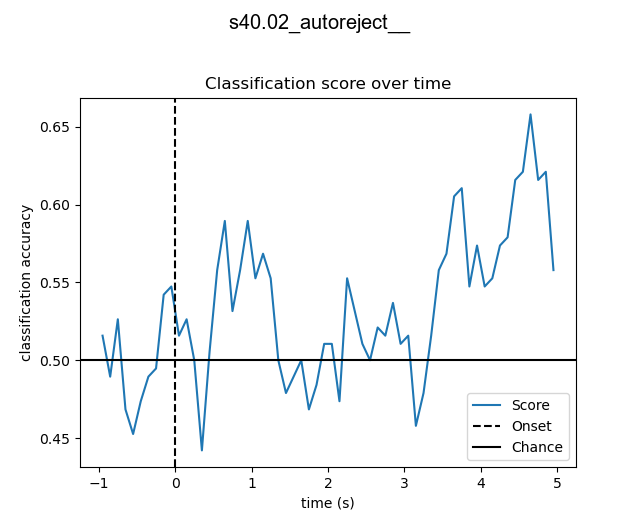 s40.02_autoreject__
Classification score over time
classification accuracy
0.65
0.60
0.55
0.50
0.45
Score
Onset
Chance
−1
0
1
2
3
4
5
time (s)